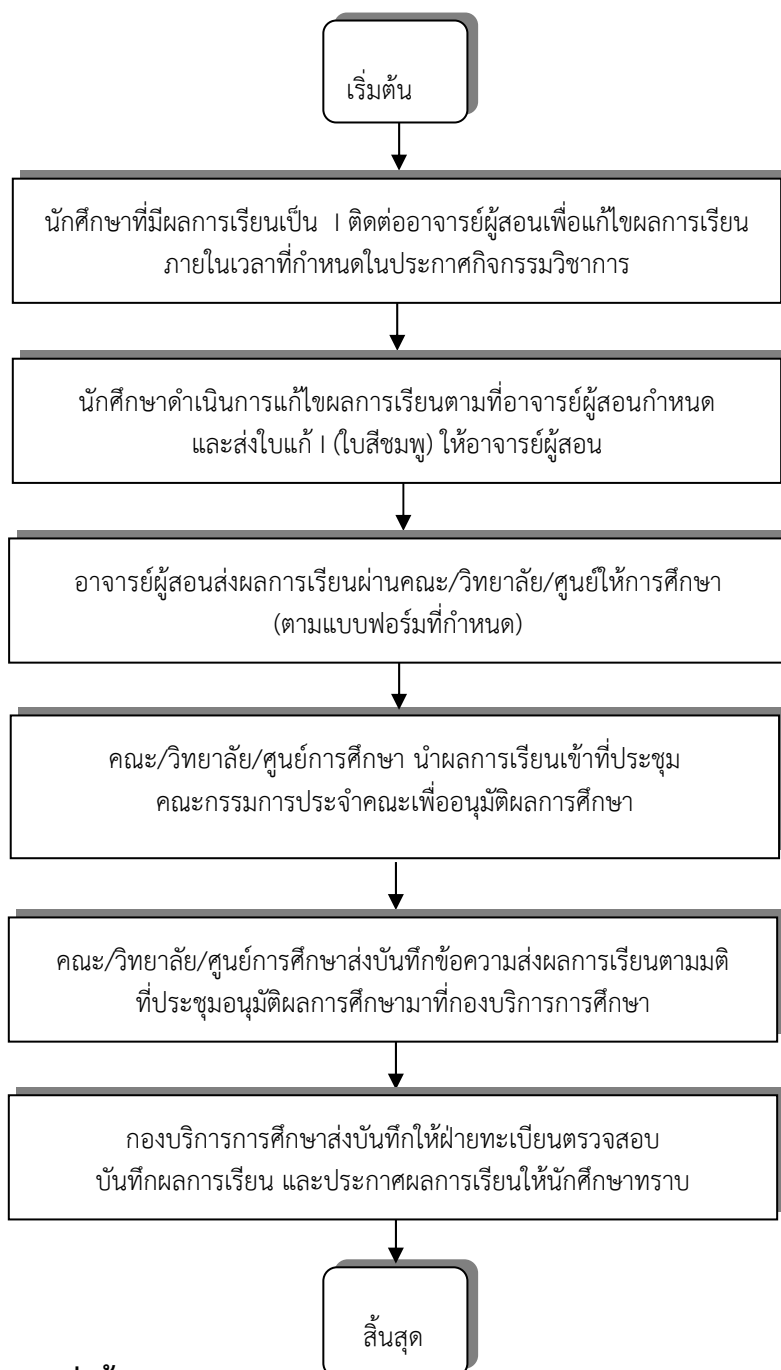 เริ่มต้น
นักศึกษาที่มีผลการเรียนเป็น I ติดต่ออาจารย์ผู้สอนเพื่อแก้ไขผลการเรียน
ภายในเวลาที่กำหนดในประกาศกิจกรรมวิชาการ
นักศึกษาดำเนินการแก้ไขผลการเรียนตามที่อาจารย์ผู้สอนกำหนด
และส่งใบแก้ I (ใบสีชมพู) ให้อาจารย์ผู้สอน
อาจารย์ผู้สอนส่งผลการเรียนผ่านคณะ/วิทยาลัย/ศูนย์ให้การศึกษา
(ตามแบบฟอร์มที่กำหนด)
คณะ/วิทยาลัย/ศูนย์การศึกษา นำผลการเรียนเข้าที่ประชุม
คณะกรรมการประจำคณะเพื่ออนุมัติผลการศึกษา
คณะ/วิทยาลัย/ศูนย์การศึกษาส่งบันทึกข้อความส่งผลการเรียนตามมติ
ที่ประชุมอนุมัติผลการศึกษามาที่กองบริการการศึกษา
กองบริการการศึกษาส่งบันทึกให้ฝ่ายทะเบียนตรวจสอบ
บันทึกผลการเรียน และประกาศผลการเรียนให้นักศึกษาทราบ
สิ้นสุด